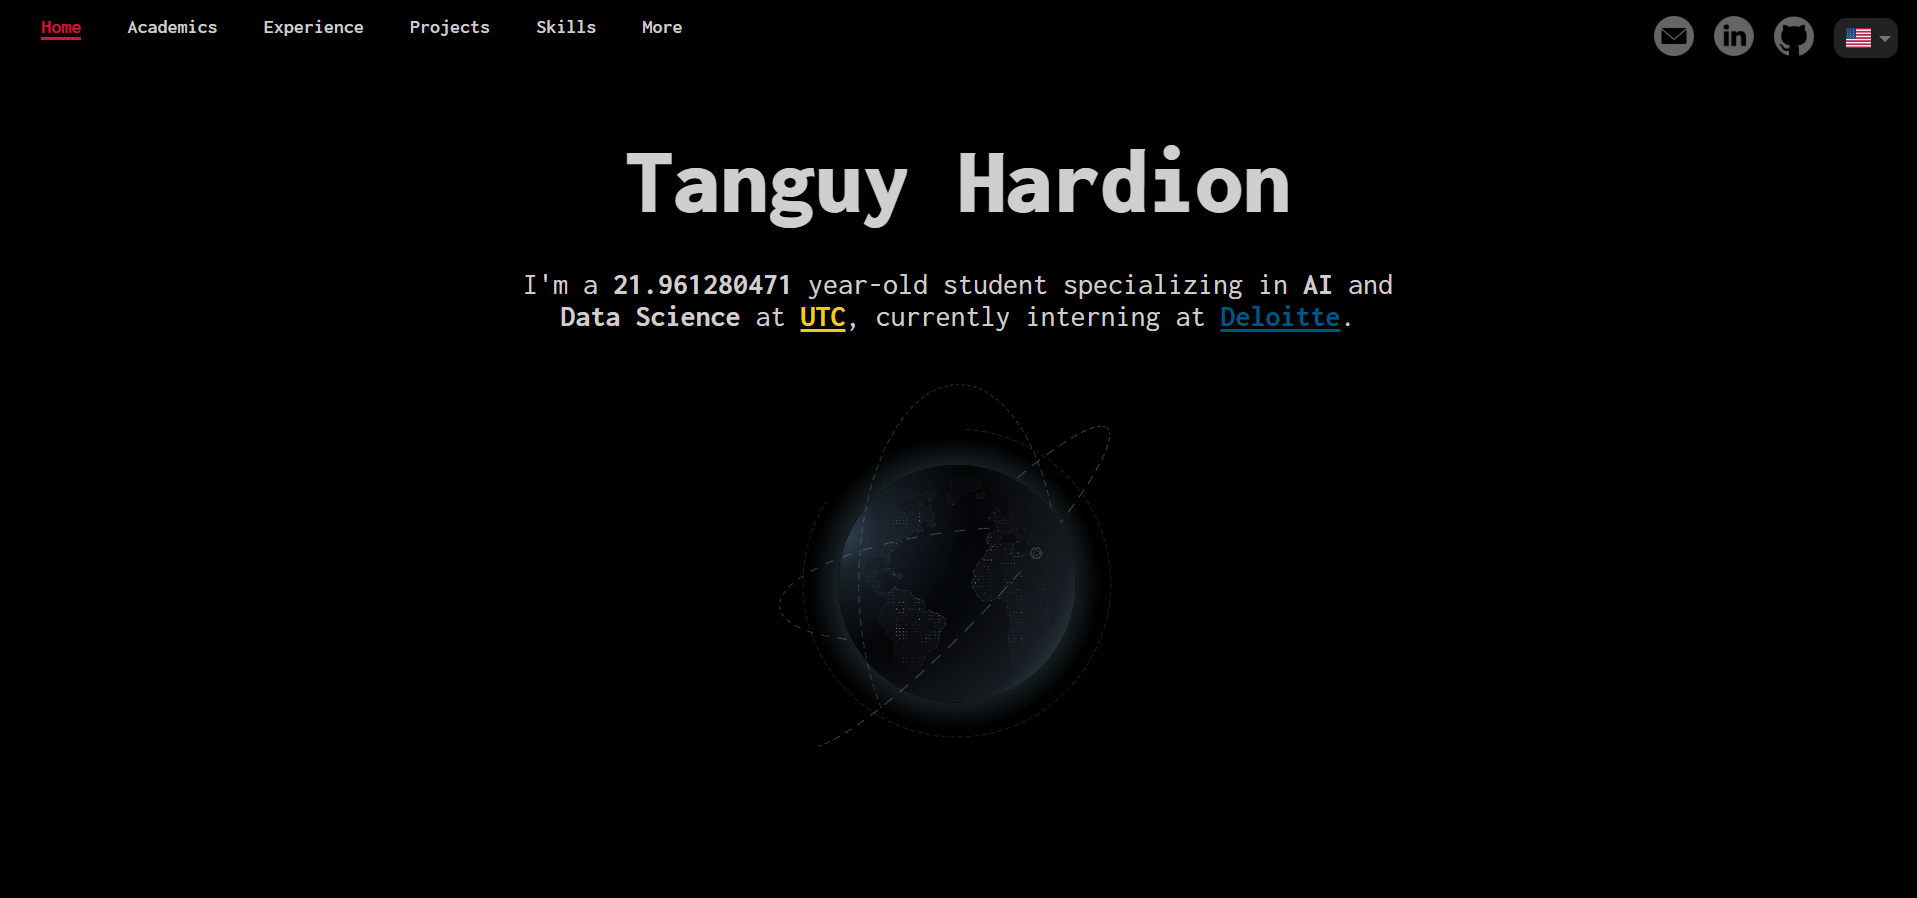 Home Academics Experience Projects Skills More
in
Tanguy Hardion
I'm a 21.961280471 year-old student specializing in AI and
Data Science at UTC, currently interning at Deloitte.